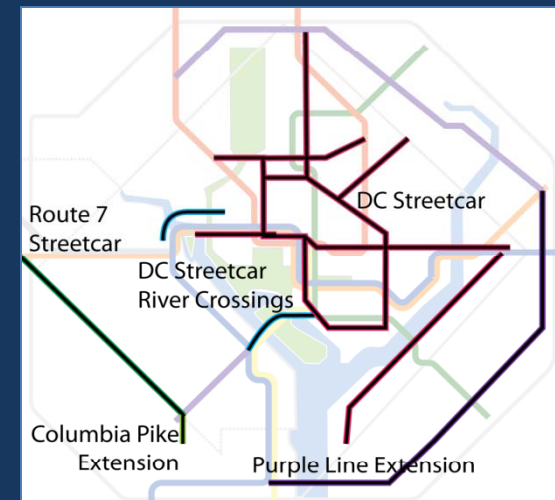 DC Streetcar
Route 7
Streetcar
DC Streetcar
River Crossings
Columbia Pike
Extension
Purple Line Extension